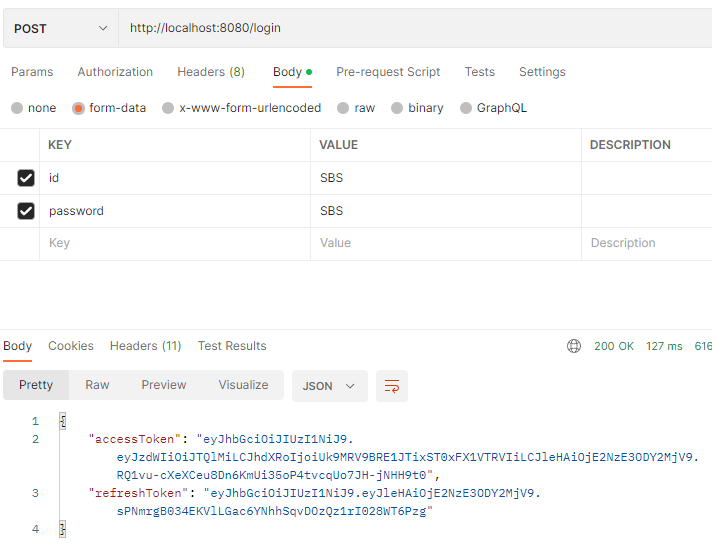 POST http://localhost:8080/login
Params Authorization Headers (8) Body Pre-request Script Tests Settings
none form-data x-www-form-urlencoded raw binary GraphQL
KEY VALUE DESCRIPTION
id SBS
password SBS
Key Value Description
Body Cookies Headers (11) Test Results 200 OK 127 ms 616
Pretty Raw Preview Visualize JSON
1 {
2 "accessToken": "eyJhbGciOiJIUzI1NiJ9.
eyJzdWIiOiJTQlMiLCJhdXRoIjoiUk9MRV9BRE1JTixST0xFX1VTRVIiLCJleHAiOjE2NzE3ODY2MjV9.
RQ1vu-cXeXCeu8Dn6KmUi35oP4tvcqUo7JH-jNHH9t0",
3 "refreshToken": "eyJhbGciOiJIUzI1NiJ9.eyJleHAiOjE2NzE3ODY2MjV9.
sPNmrgB034EKVlLGac6YNhhSqvDOzQz1rI028WT6Pzg"
4 }